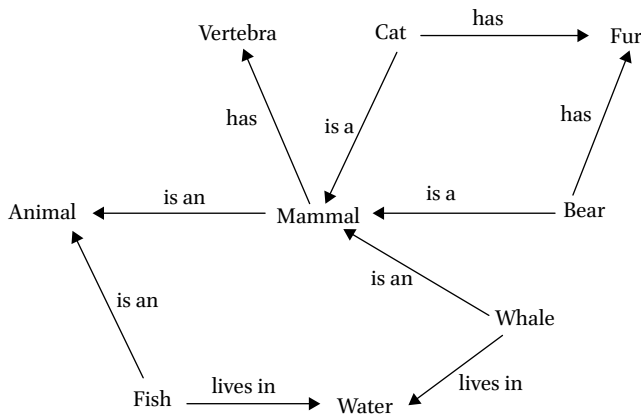 Vertebra
Cat
has
Fur
has
is a
has
Animal
is an
Mammal
is a
Bear
is an
is an
Whale
Fish
lives in
Water
lives in